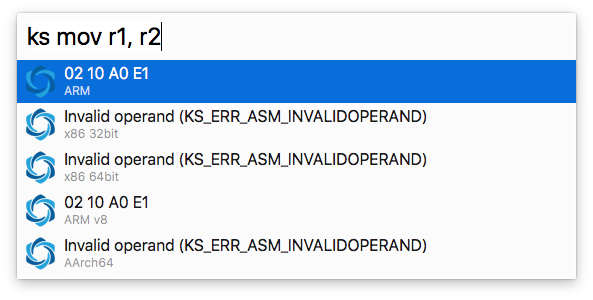 ks mov r1, r2
02 10 A0 E1
ARM
Invalid operand (KS_ERR_ASM_INVALIDOPERAND)
x86 32bit
Invalid operand (KS_ERR_ASM_INVALIDOPERAND)
x86 64bit
02 10 A0 E1
ARM v8
Invalid operand (KS_ERR_ASM_INVALIDOPERAND)
AArch64